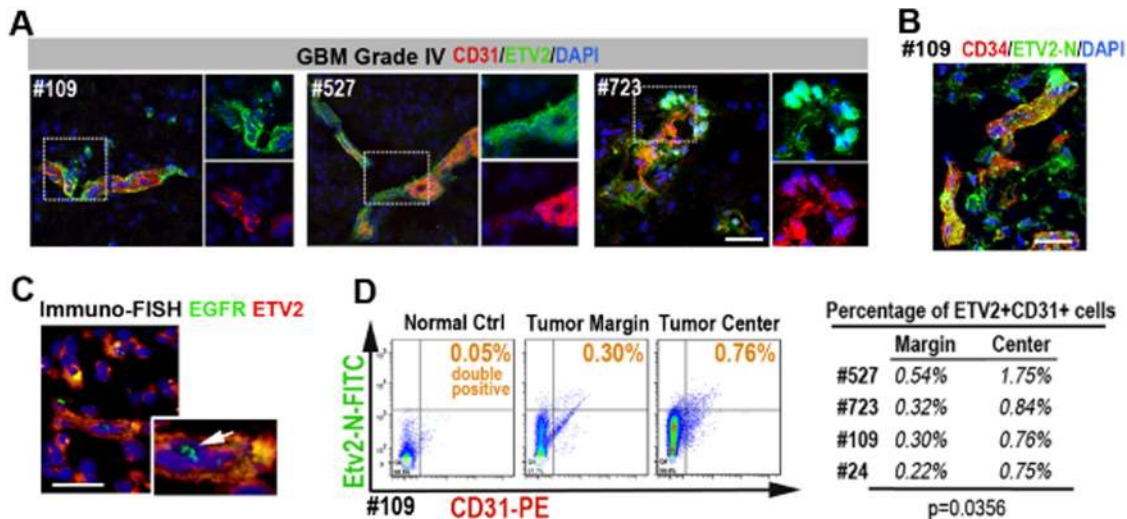 A
GBM Grade IV CD31/ETV2/DAPI
#109
#527
#723
B
#109 CD34/ETV2-N/DAPI
C
Immuno-FISH EGFR ETV2
D
Normal Ctrl
Tumor Margin
Tumor Center
0.05%
double
positive
0.30%
0.76%
Etv2-N-FITC
#109
CD31-PE
Percentage of ETV2+CD31+ cells
Margin Center
#527 0.54% 1.75%
#723 0.32% 0.84%
#109 0.30% 0.76%
#24 0.22% 0.75%
p=0.0356